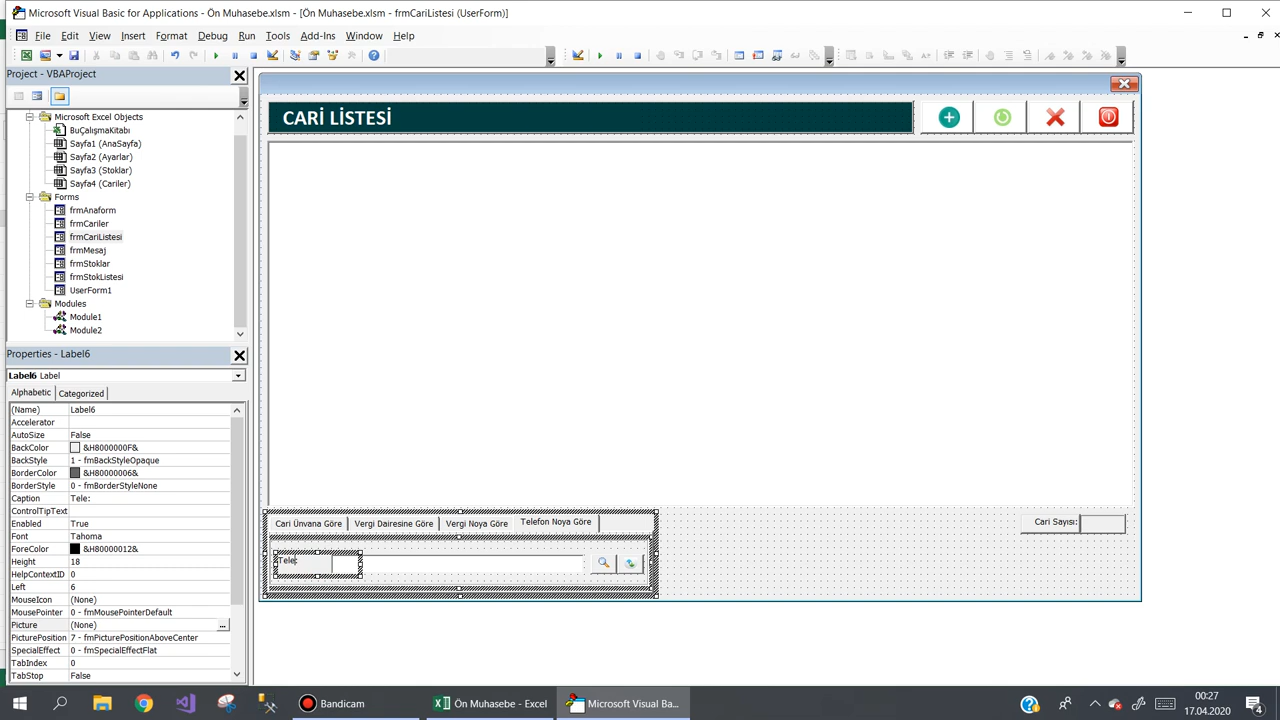 Microsoft Visual Basic for Applications - Ön Muhasebe.xlsm - [Ön Muhasebe.xlsm - frmCariListesi (UserForm)]
File Edit View Insert Format Debug Run Tools Add-Ins Window Help
Project - VBAProject
Microsoft Excel Objects
BuÇalışmaKitabı
Sayfa1 (AnaSayfa)
Sayfa2 (Ayarlar)
Sayfa3 (Stoklar)
Sayfa4 (Cariler)
Forms
frmAnaform
frmCariler
frmCariListesi
frmMesaj
frmStoklar
frmStokListesi
UserForm1
Modules
Module1
Module2
Properties - Label6
Label6 Label
Alphabetic Categorized
(Name) Label6
Accelerator
AutoSize False
BackColor &H8000000F&
BackStyle 1 - fmBackStyleOpaque
BorderColor &H80000006&
BorderStyle 0 - fmBorderStyleNone
Caption Tele:
ControlTipText
Enabled True
Font Tahoma
ForeColor &H80000012&
Height 18
HelpContextID 0
Left 6
MouseIcon (None)
MousePointer 0 - fmMousePointerDefault
Picture (None) ...
PicturePosition 7 - fmPicturePositionAboveCenter
SpecialEffect 0 - fmSpecialEffectFlat
TabIndex 0
TabStop False
CARİ LİSTESİ
Cari Ünvana Göre Vergi Dairesine Göre Vergi Noya Göre Telefon Noya Göre
Tele:
Cari Sayısı:
Bandicam
Ön Muhasebe - Excel
Microsoft Visual Ba...
00:27
17.04.2020
4